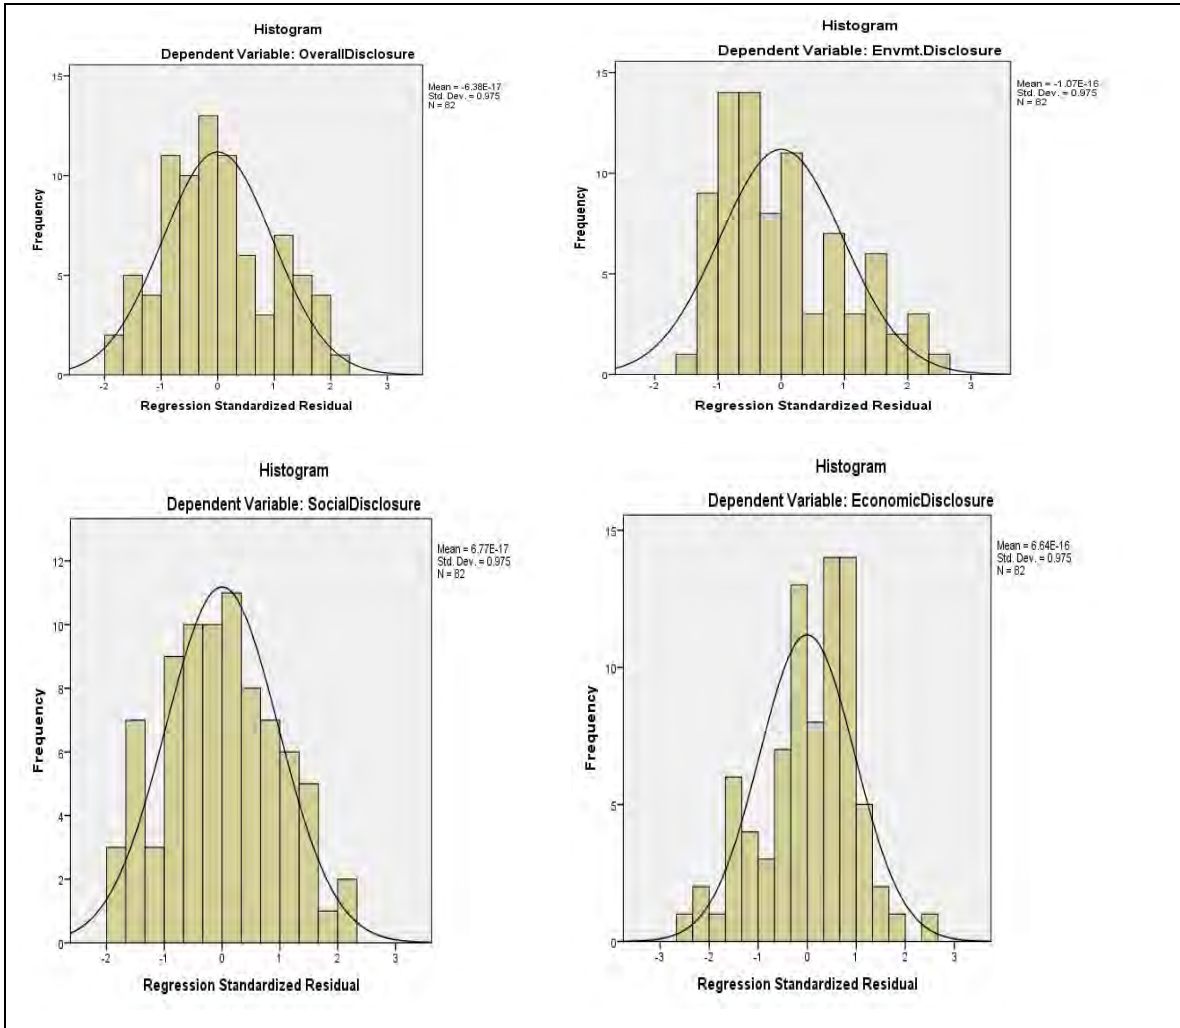 Histogram
Dependent Variable: OverallDisclosure
Mean = -6.38E-17
Std. Dev. = 0.975
N = 82
15
10
5
0
Frequency
-2 -1 0 1 2 3
Regression Standardized Residual
Histogram
Dependent Variable: Envmt.Disclosure
Mean = -1.07E-16
Std. Dev. = 0.975
N = 82
15
10
5
0
Frequency
-2 -1 0 1 2 3
Regression Standardized Residual
Histogram
Dependent Variable: SocialDisclosure
Mean = 6.77E-17
Std. Dev. = 0.975
N = 82
12
10
8
6
4
2
0
Frequency
-2 -1 0 1 2 3
Regression Standardized Residual
Histogram
Dependent Variable: EconomicDisclosure
Mean = 6.64E-16
Std. Dev. = 0.975
N = 82
15
10
5
0
Frequency
-3 -2 -1 0 1 2 3
Regression Standardized Residual